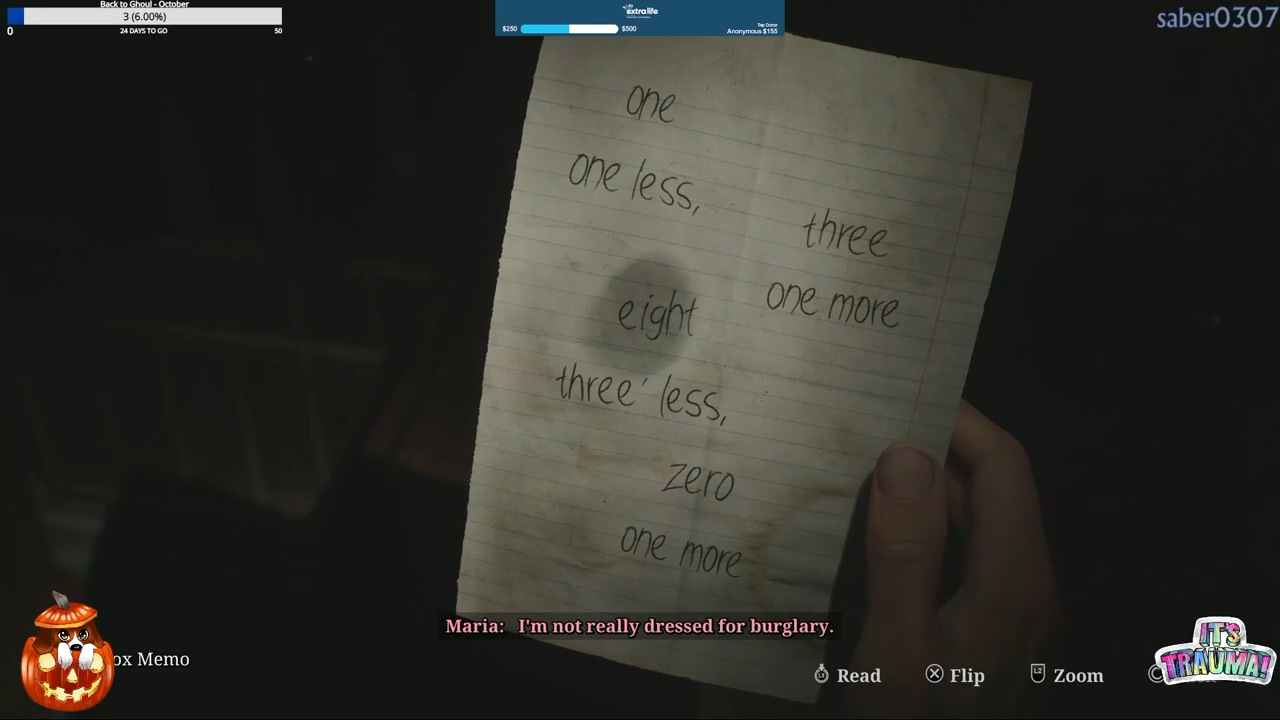 Back to Ghoul - October
3 (6.00%)
0 24 DAYS TO GO 50
extralife
$250 $500
Top Donor
Anonymous $155
saber0307
one
one less,
three
one more
eight
three' less,
zero
one more
Maria: I'm not really dressed for burglary.
ox Memo
Read Flip L2 Zoom
IT'S
TRAUMA!